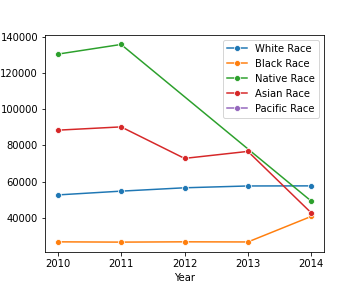 140000
120000
100000
80000
60000
40000
White Race
Black Race
Native Race
Asian Race
Pacific Race
2010 2011 2012 2013 2014
Year